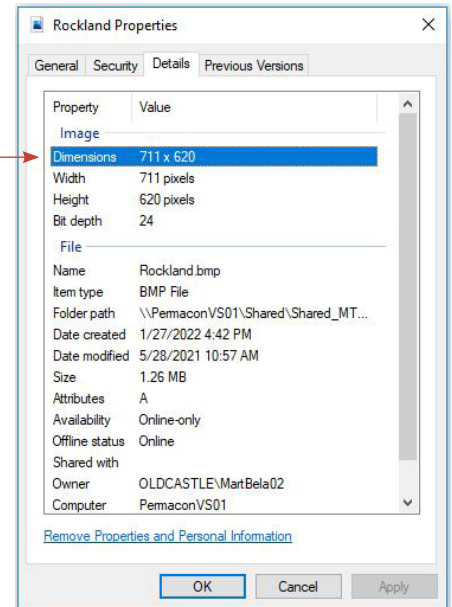 Rockland Properties
General Security Details Previous Versions
Property Value
Image
Dimensions 711 x 620
Width 711 pixels
Height 620 pixels
Bit depth 24
File
Name Rockland.bmp
Item type BMP File
Folder path \\PermaconVS01\Shared\Shared_MT...
Date created 1/27/2022 4:42 PM
Date modified 5/28/2021 10:57 AM
Size 1.26 MB
Attributes A
Availability Online-only
Offline status Online
Shared with
Owner OLDCASTLE\MartBela02
Computer PermaconVS01
Remove Properties and Personal Information
OK Cancel Apply